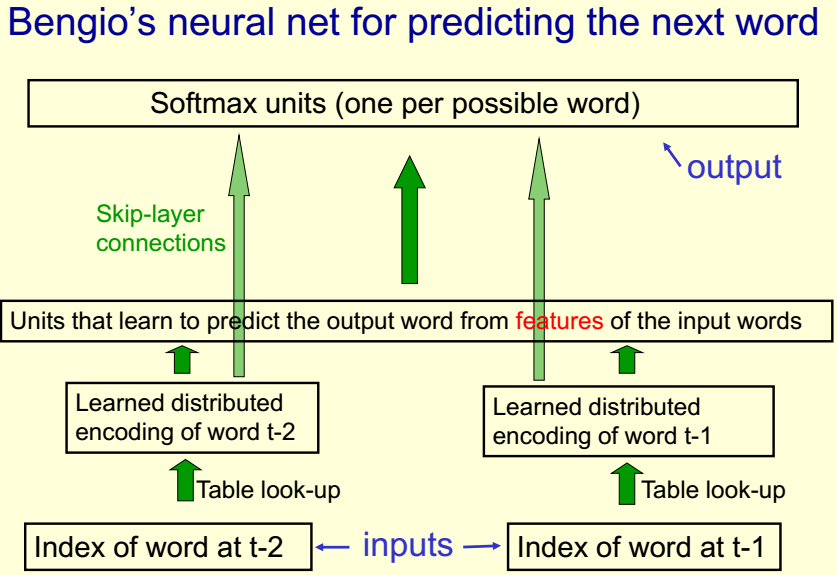 Bengio's neural net for predicting the next word
Softmax units (one per possible word)
output
Skip-layer
connections
Units that learn to predict the output word from features of the input words
Learned distributed
encoding of word t-2
Learned distributed
encoding of word t-1
Table look-up
Table look-up
Index of word at t-2
inputs
Index of word at t-1